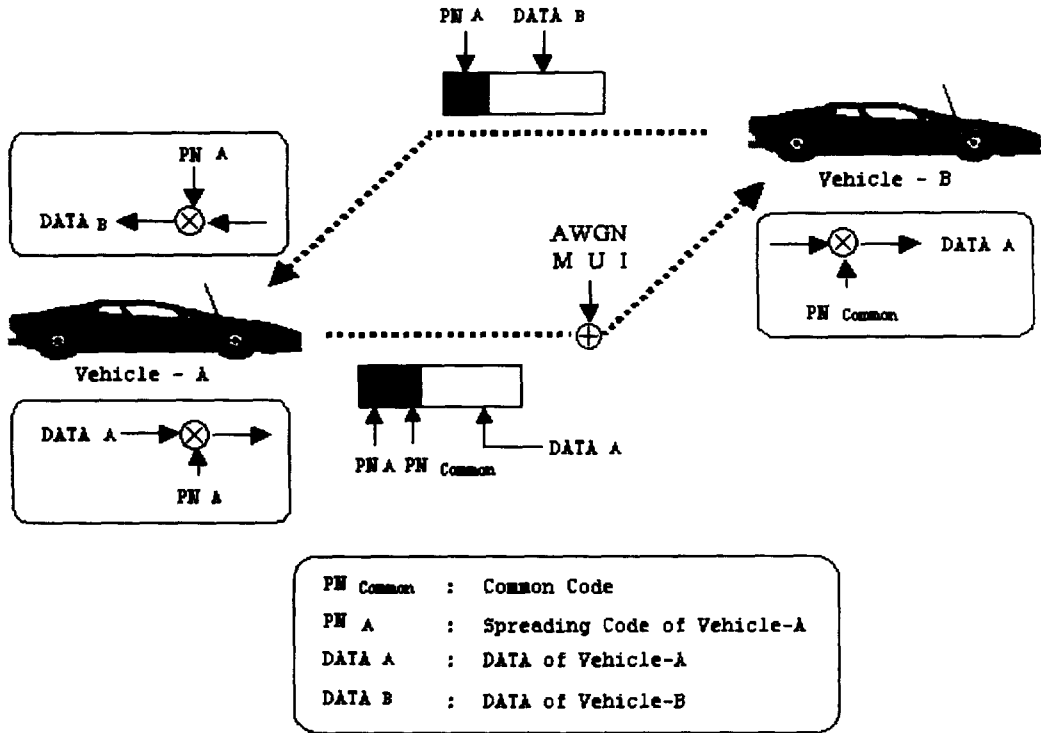 PN A DATA B
PN A
DATA B
Vehicle - B
AWGN
M U I
DATA A
PN Common
Vehicle - A
DATA A
PN A
PN A PN Common
DATA A
PN Common : Common Code
PN A : Spreading Code of Vehicle-A
DATA A : DATA of Vehicle-A
DATA B : DATA of Vehicle-B